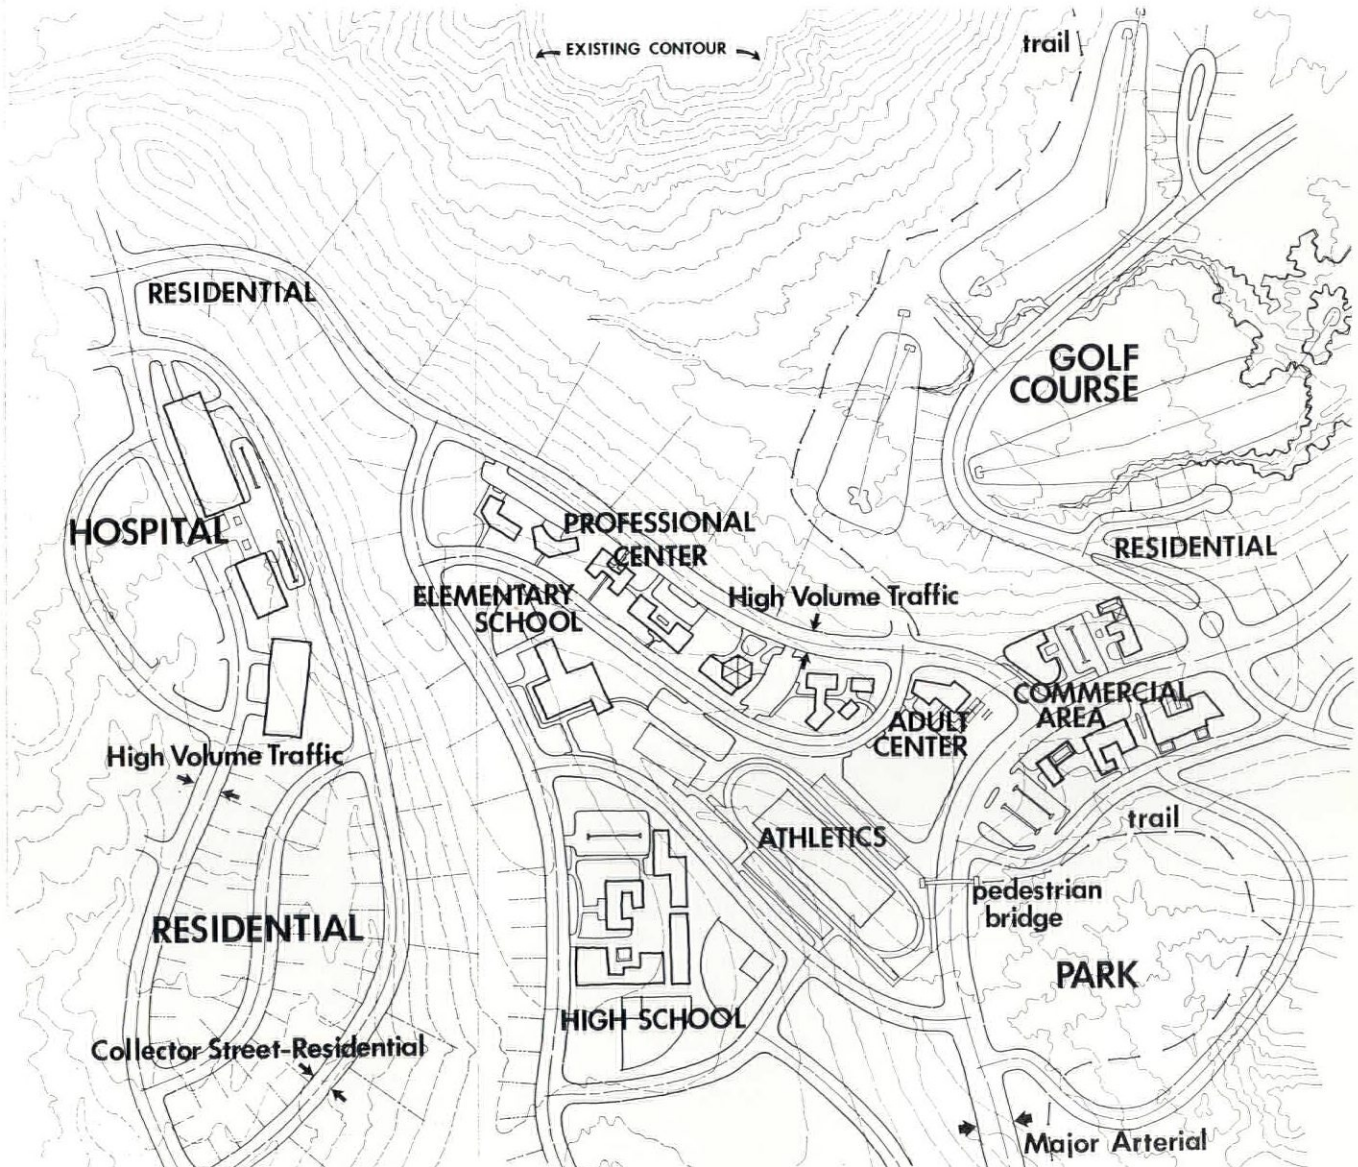 trail
EXISTING CONTOUR
RESIDENTIAL
GOLF
COURSE
HOSPITAL
PROFESSIONAL
CENTER
RESIDENTIAL
ELEMENTARY
SCHOOL
High Volume Traffic
COMMERCIAL
AREA
ADULT
CENTER
High Volume Traffic
trail
ATHLETICS
pedestrian
bridge
RESIDENTIAL
PARK
HIGH SCHOOL
Collector Street-Residential
Major Arterial